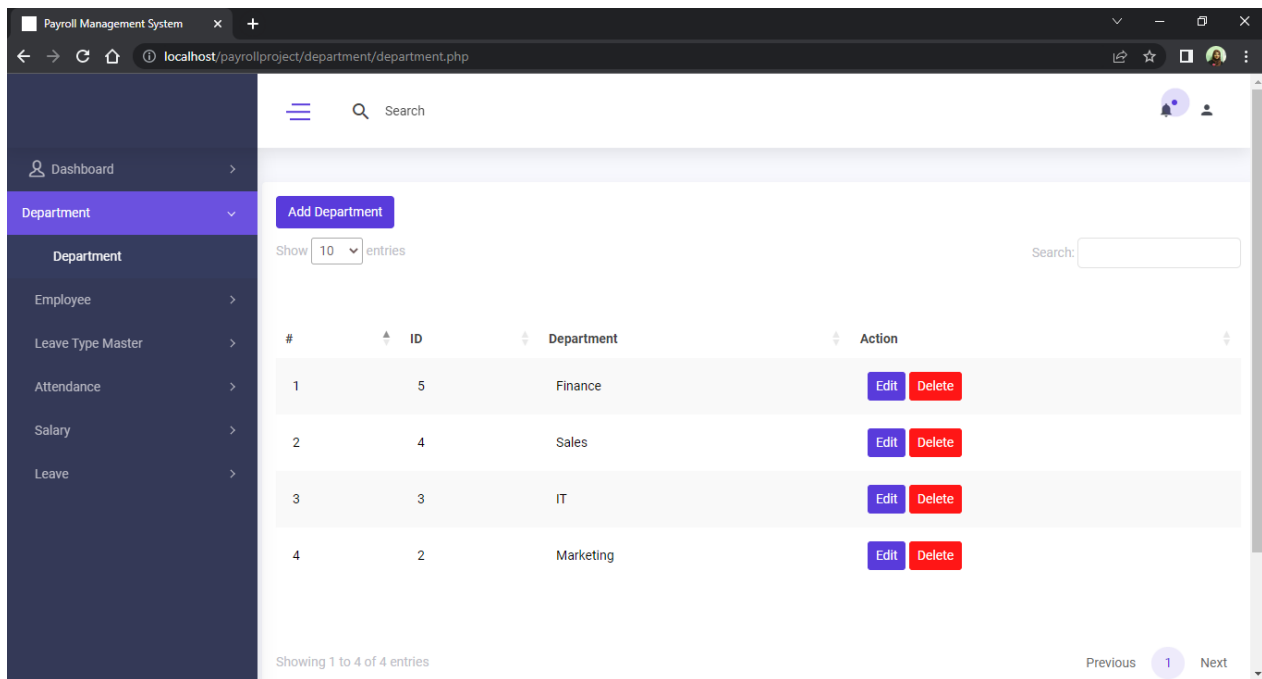 Payroll Management System
localhost/payrollproject/department/department.php
Search
Dashboard
Department
Department
Employee
Leave Type Master
Attendance
Salary
Leave
Add Department
Show 10 entries
Search:
# ID Department Action
1 5 Finance Edit Delete
2 4 Sales Edit Delete
3 3 IT Edit Delete
4 2 Marketing Edit Delete
Showing 1 to 4 of 4 entries
Previous 1 Next